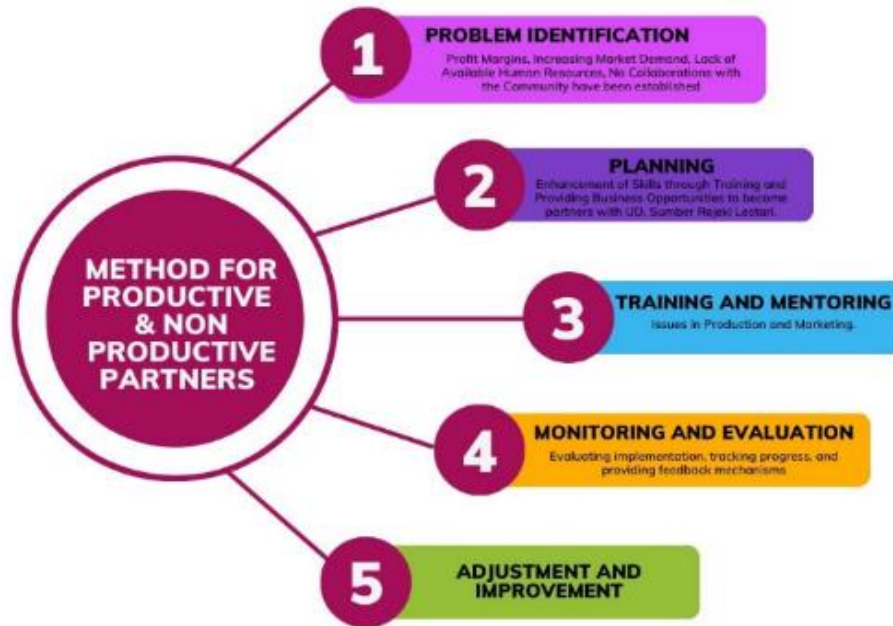 METHOD FOR
PRODUCTIVE
& NON
PRODUCTIVE
PARTNERS
1
PROBLEM IDENTIFICATION
Profit Margins, Increasing Market Demand, Lack of
Available Human Resources, No Collaborations with
the Community have been established
2
PLANNING
Enhancement of Skills through Training and
Providing Business Opportunities to become
partners with UD. Sumber Rejeki Lestari.
3
TRAINING AND MENTORING
Issues in Production and Marketing.
4
MONITORING AND EVALUATION
Evaluating implementation, tracking progress, and
providing feedback mechanisms
5
ADJUSTMENT AND
IMPROVEMENT